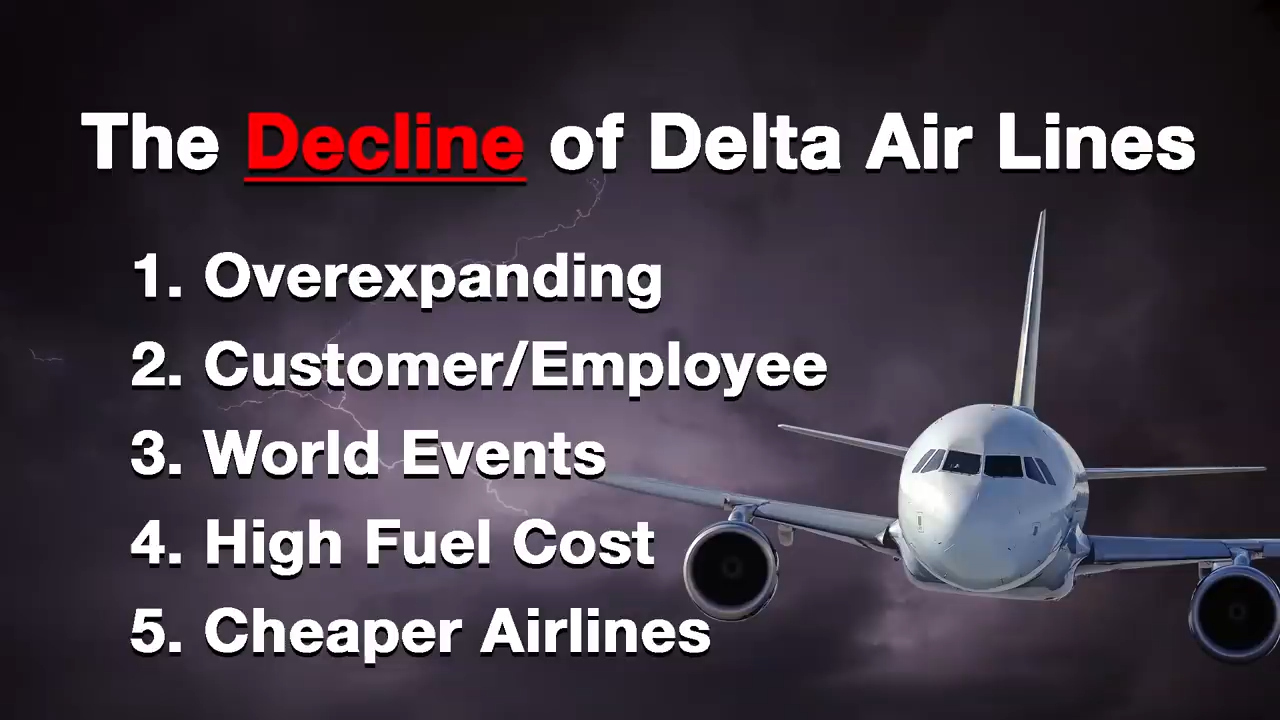 The Decline of Delta Air Lines
1. Overexpanding
2. Customer/Employee
3. World Events
4. High Fuel Cost
5. Cheaper Airlines